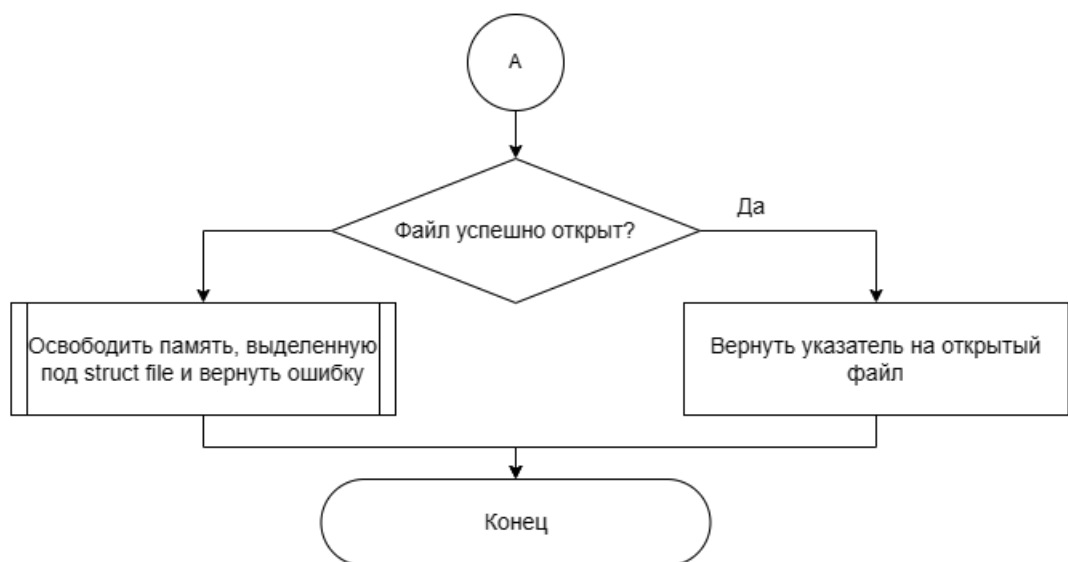 А
Файл успешно открыт?
Да
Освободить память, выделенную
под struct file и вернуть ошибку
Вернуть указатель на открытый
файл
Конец